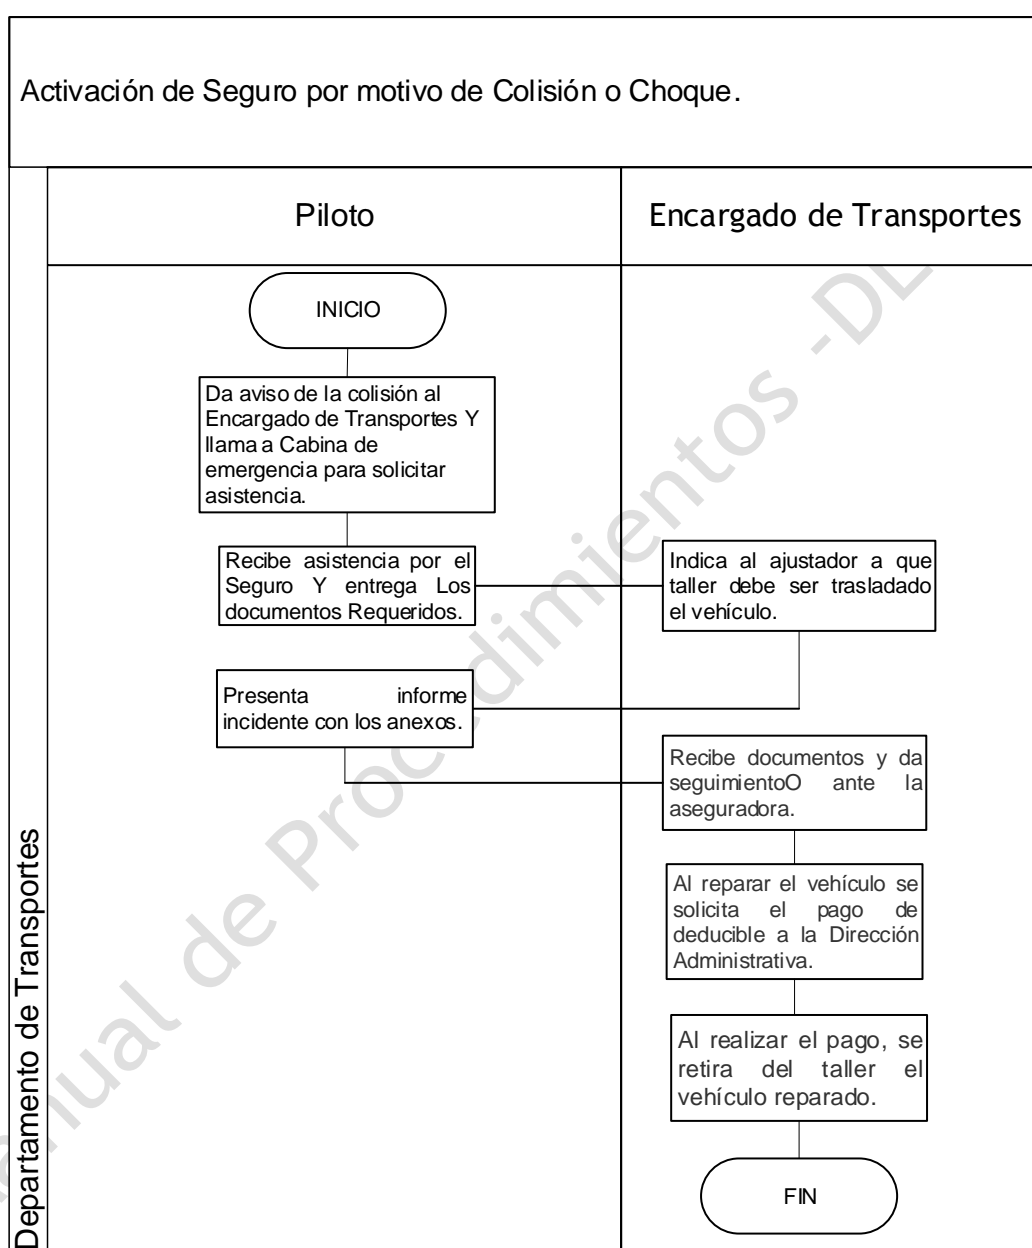 Activación de Seguro por motivo de Colisión o Choque.
Piloto
Encargado de Transportes
Departamento de Transportes
INICIO
Da aviso de la colisión al
Encargado de Transportes Y
llama a Cabina de
emergencia para solicitar
asistencia.
Recibe asistencia por el
Seguro Y entrega Los
documentos Requeridos.
Indica al ajustador a que
taller debe ser trasladado
el vehículo.
Presenta informe
incidente con los anexos.
Recibe documentos y da
seguimientoO ante la
aseguradora.
Al reparar el vehículo se
solicita el pago de
deducible a la Dirección
Administrativa.
Al realizar el pago, se
retira del taller el
vehículo reparado.
FIN
anual de Procedimientos -